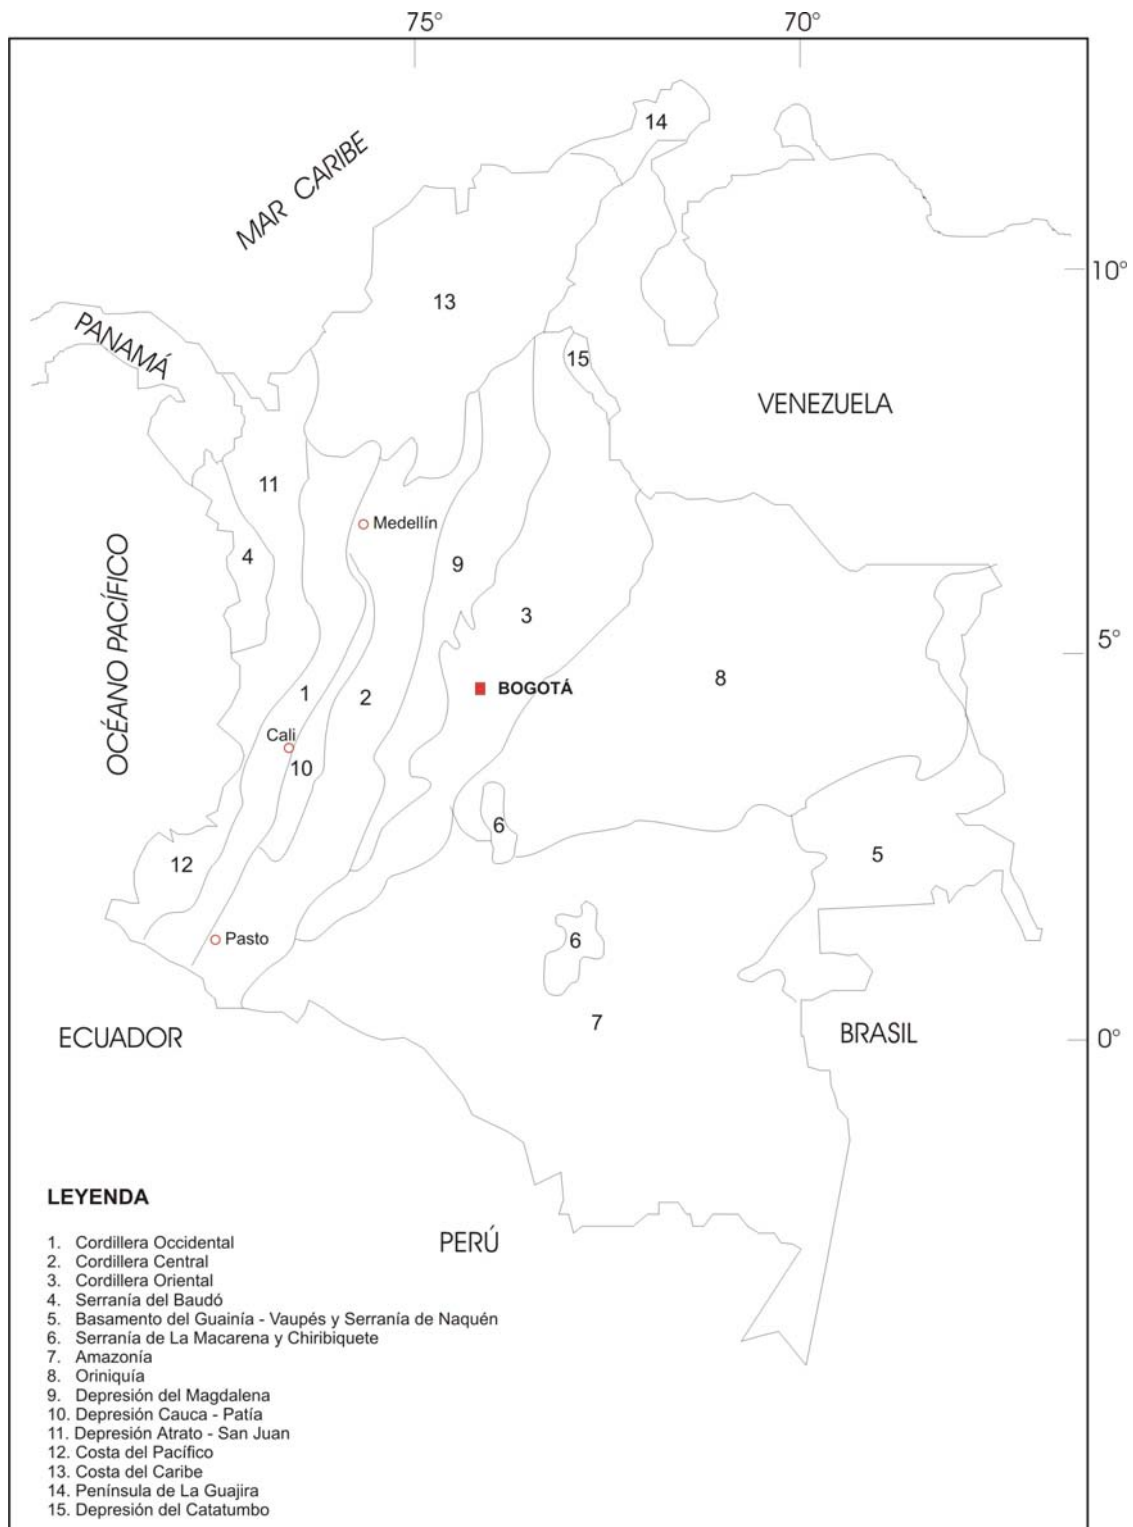 75°
70°
14
MAR CARIBE
10°
13
PANAMÁ
15
VENEZUELA
11
Medellín
4
9
OCÉANO PACÍFICO
3
5°
8
BOGOTÁ
1
2
Cali
10
6
5
12
Pasto
6
7
ECUADOR
BRASIL
0°
PERÚ
LEYENDA
1. Cordillera Occidental
2. Cordillera Central
3. Cordillera Oriental
4. Serranía del Baudó
5. Basamento del Guainía - Vaupés y Serranía de Naquén
6. Serranía de La Macarena y Chiribiquete
7. Amazonía
8. Oriniquía
9. Depresión del Magdalena
10. Depresión Cauca - Patía
11. Depresión Atrato - San Juan
12. Costa del Pacífico
13. Costa del Caribe
14. Península de La Guajira
15. Depresión del Catatumbo